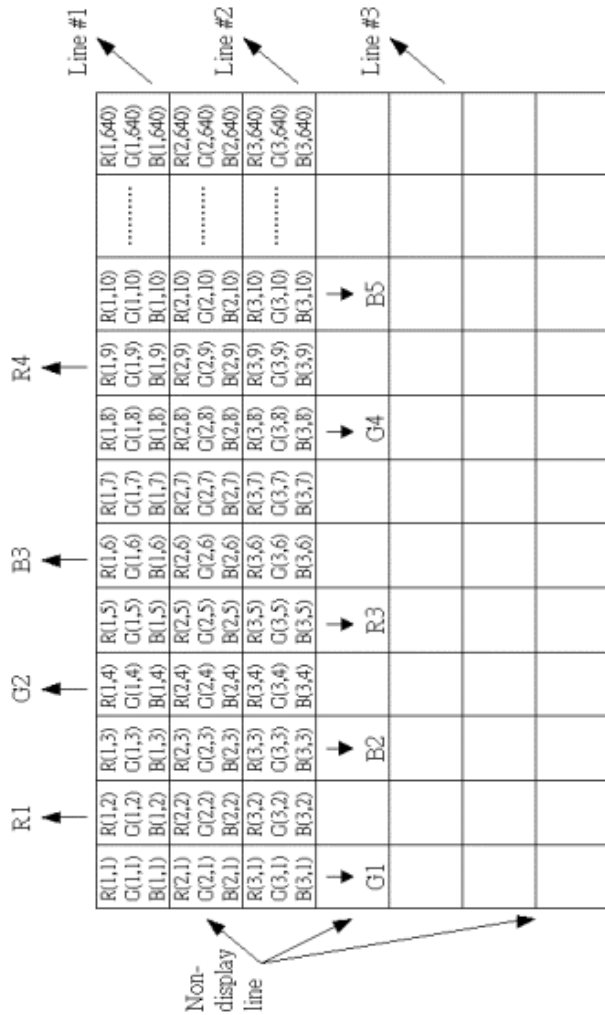 R1 G2 B3 R4
Line #1
R(1,1) R(1,2) R(1,3) R(1,4) R(1,5) R(1,6) R(1,7) R(1,8) R(1,9) R(1,10) R(1,640)
G(1,1) G(1,2) G(1,3) G(1,4) G(1,5) G(1,6) G(1,7) G(1,8) G(1,9) G(1,10) .......... G(1,640)
B(1,1) B(1,2) B(1,3) B(1,4) B(1,5) B(1,6) B(1,7) B(1,8) B(1,9) B(1,10) B(1,640)
Line #2
R(2,1) R(2,2) R(2,3) R(2,4) R(2,5) R(2,6) R(2,7) R(2,8) R(2,9) R(2,10) R(2,640)
G(2,1) G(2,2) G(2,3) G(2,4) G(2,5) G(2,6) G(2,7) G(2,8) G(2,9) G(2,10) .......... G(2,640)
B(2,1) B(2,2) B(2,3) B(2,4) B(2,5) B(2,6) B(2,7) B(2,8) B(2,9) B(2,10) B(2,640)
R(3,1) R(3,2) R(3,3) R(3,4) R(3,5) R(3,6) R(3,7) R(3,8) R(3,9) R(3,10) R(3,640)
G(3,1) G(3,2) G(3,3) G(3,4) G(3,5) G(3,6) G(3,7) G(3,8) G(3,9) G(3,10) .......... G(3,640)
B(3,1) B(3,2) B(3,3) B(3,4) B(3,5) B(3,6) B(3,7) B(3,8) B(3,9) B(3,10) B(3,640)
Line #3
G1 B2 R3 G4 B5
Non-
display
line